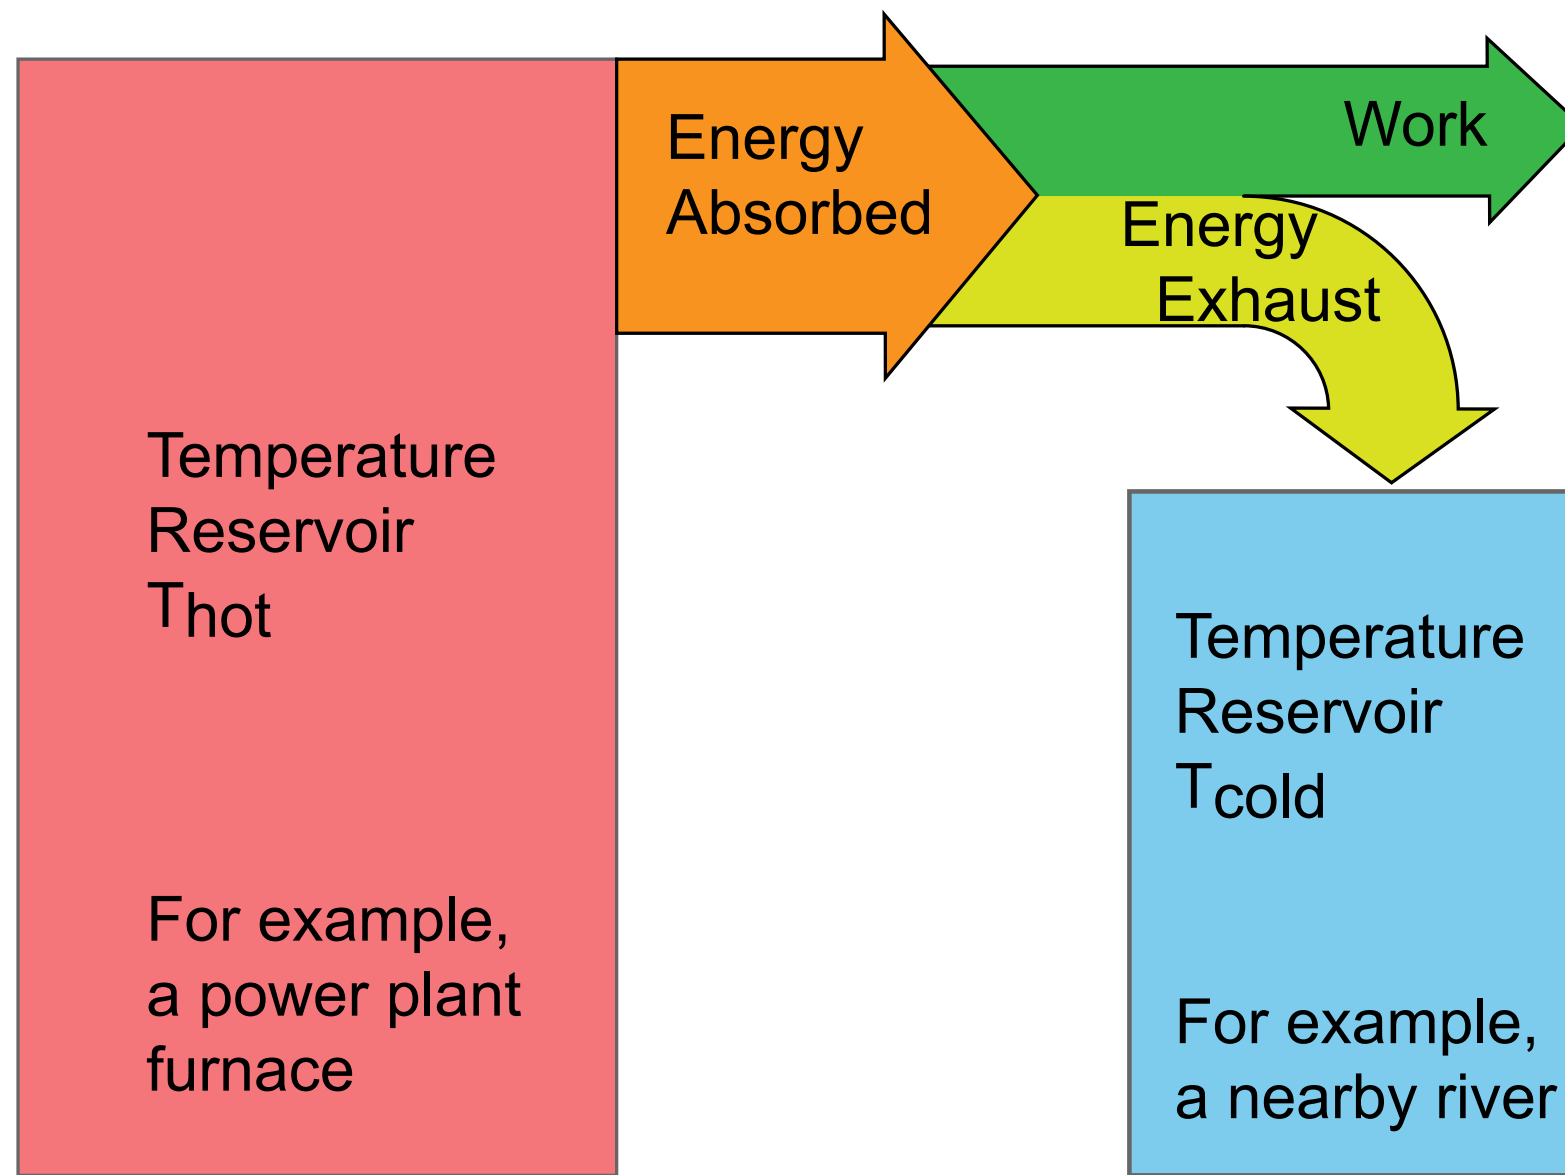 Energy
Absorbed
Work
Energy
Exhaust
Temperature
Reservoir
Thot
For example,
a power plant
furnace
Temperature
Reservoir
Tcold
For example,
a nearby river